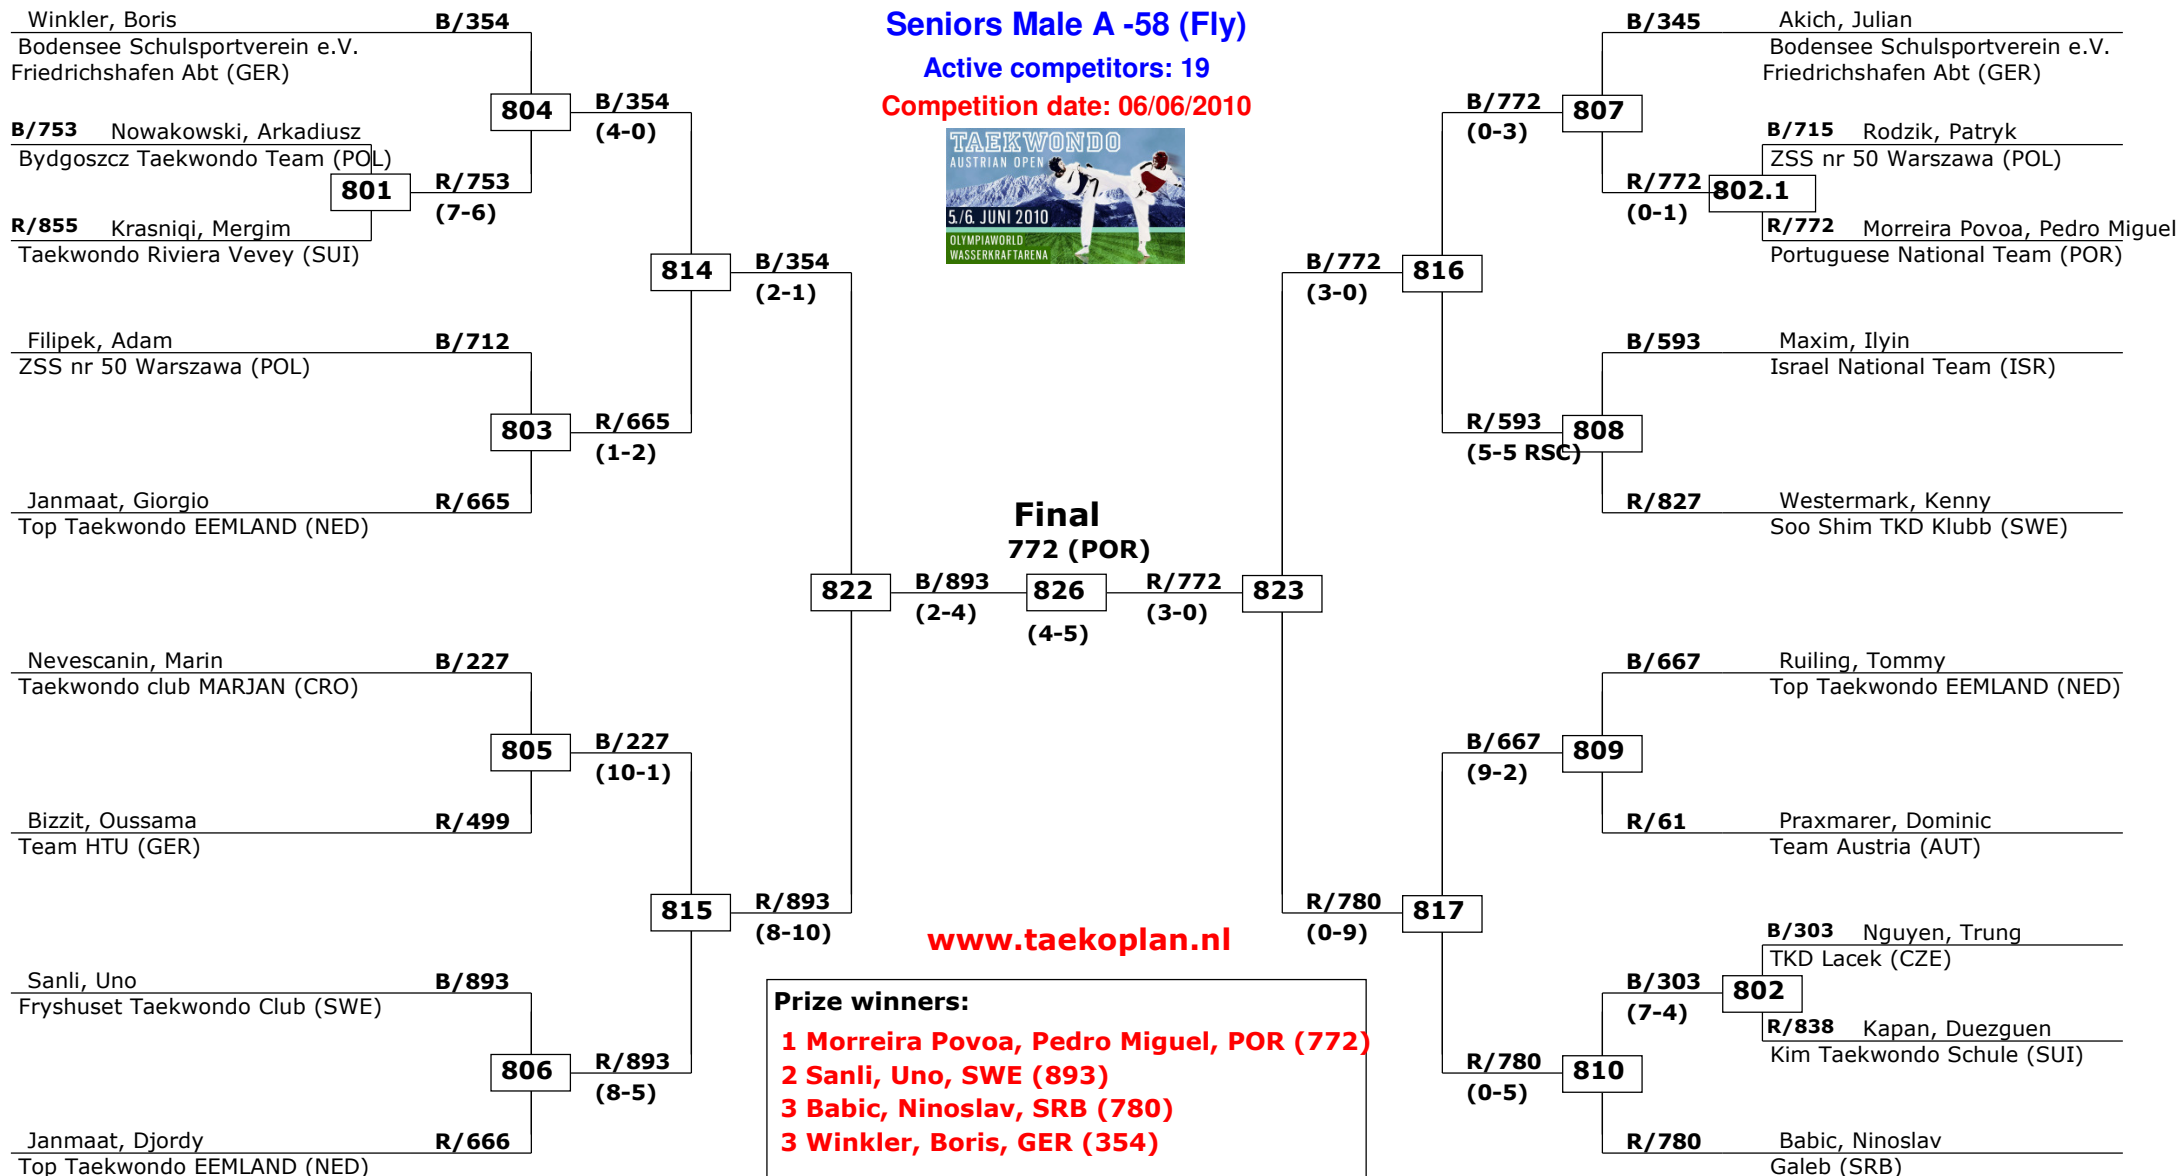 Seniors Male A -58 (Fly)
Active competitors: 19
Competition date: 06/06/2010
TAEKWONDO
AUSTRIAN OPEN
5./6. JUNI 2010
OLYMPIAWORLD
WASSERKRAFTARENA
Winkler, Boris B/354
Bodensee Schulsportverein e.V.
Friedrichshafen Abt (GER)
804 B/354
(4-0)
B/753 Nowakowski, Arkadiusz
Bydgoszcz Taekwondo Team (POL)
801 R/753
(7-6)
R/855 Krasniqi, Mergim
Taekwondo Riviera Vevey (SUI)
814 B/354
(2-1)
Filipek, Adam B/712
ZSS nr 50 Warszawa (POL)
803 R/665
(1-2)
Janmaat, Giorgio R/665
Top Taekwondo EEMLAND (NED)
Final
772 (POR)
822 B/893 826 R/772 823
(2-4) (4-5) (3-0)
Nevescanin, Marin B/227
Taekwondo club MARJAN (CRO)
805 B/227
(10-1)
Bizzit, Oussama R/499
Team HTU (GER)
815 R/893
(8-10)
Sanli, Uno B/893
Fryshuset Taekwondo Club (SWE)
806 R/893
(8-5)
Janmaat, Djordy R/666
Top Taekwondo EEMLAND (NED)
B/345 Akich, Julian
Bodensee Schulsportverein e.V.
Friedrichshafen Abt (GER)
B/772 807
(0-3)
B/715 Rodzik, Patryk
ZSS nr 50 Warszawa (POL)
R/772 802.1
(0-1)
R/772 Morreira Povoa, Pedro Miguel
Portuguese National Team (POR)
B/772 816
(3-0)
B/593 Maxim, Ilyin
Israel National Team (ISR)
R/593 808
(5-5 RSC)
R/827 Westermark, Kenny
Soo Shim TKD Klubb (SWE)
B/667 Ruiling, Tommy
Top Taekwondo EEMLAND (NED)
B/667 809
(9-2)
R/61 Praxmarer, Dominic
Team Austria (AUT)
R/780 817
(0-9)
B/303 Nguyen, Trung
TKD Lacek (CZE)
B/303 802
(7-4)
R/838 Kapan, Duezguen
Kim Taekwondo Schule (SUI)
R/780 810
(0-5)
R/780 Babic, Ninoslav
Galeb (SRB)
www.taekoplan.nl
Prize winners:
1 Morreira Povoa, Pedro Miguel, POR (772)
2 Sanli, Uno, SWE (893)
3 Babic, Ninoslav, SRB (780)
3 Winkler, Boris, GER (354)